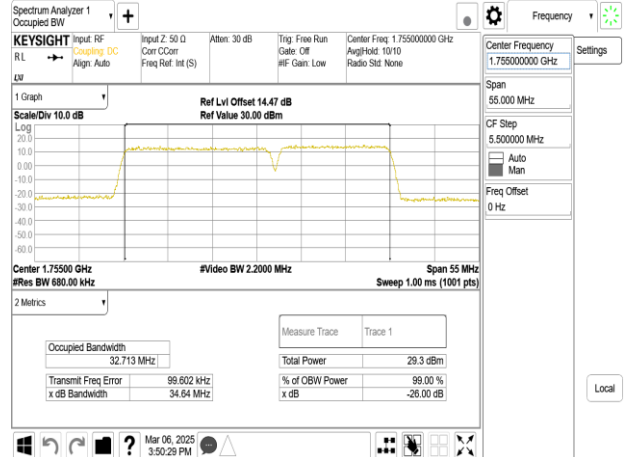 Spectrum Analyzer 1
Occupied BW
Frequency
KEYSIGHT
RL
Input: RF
Coupling: DC
Align: Auto
Input Z: 50 Ω
Corr CCorr
Freq Ref: Int (S)
Atten: 30 dB
Trig: Free Run
Gate: Off
#IF Gain: Low
Center Freq: 1.755000000 GHz
Avg|Hold: 10/10
Radio Std: None
Center Frequency
1.755000000 GHz
Settings
Span
55.000 MHz
CF Step
5.500000 MHz
Auto
Man
Freq Offset
0 Hz
1 Graph
Scale/Div 10.0 dB
Ref Lvl Offset 14.47 dB
Ref Value 30.00 dBm
Log
20.0
10.0
0.00
-10.0
-20.0
-30.0
-40.0
-50.0
-60.0
Center 1.75500 GHz
#Video BW 2.2000 MHz
Span 55 MHz
#Res BW 680.00 kHz
Sweep 1.00 ms (1001 pts)
2 Metrics
Measure Trace
Trace 1
Occupied Bandwidth
32.713 MHz
Total Power
29.3 dBm
Transmit Freq Error
99.602 kHz
% of OBW Power
99.00 %
x dB Bandwidth
34.64 MHz
x dB
-26.00 dB
Local
?
Mar 06, 2025
3:50:29 PM